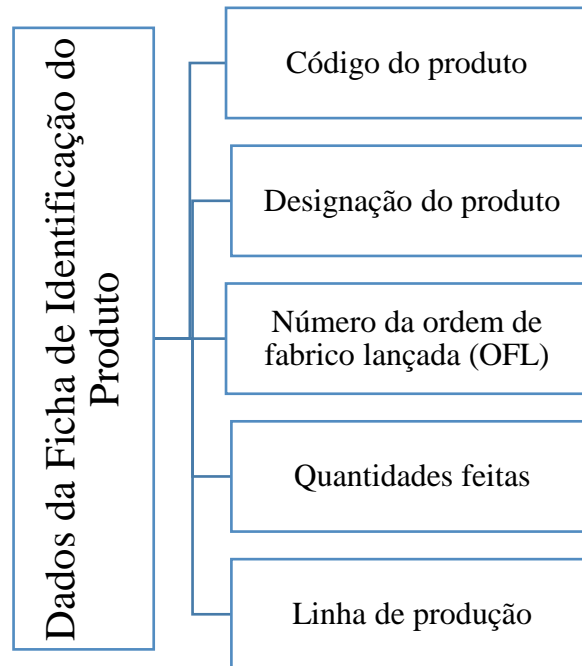 Dados da Ficha de Identificação do
Produto
Código do produto
Designação do produto
Número da ordem de
fabrico lançada (OFL)
Quantidades feitas
Linha de produção